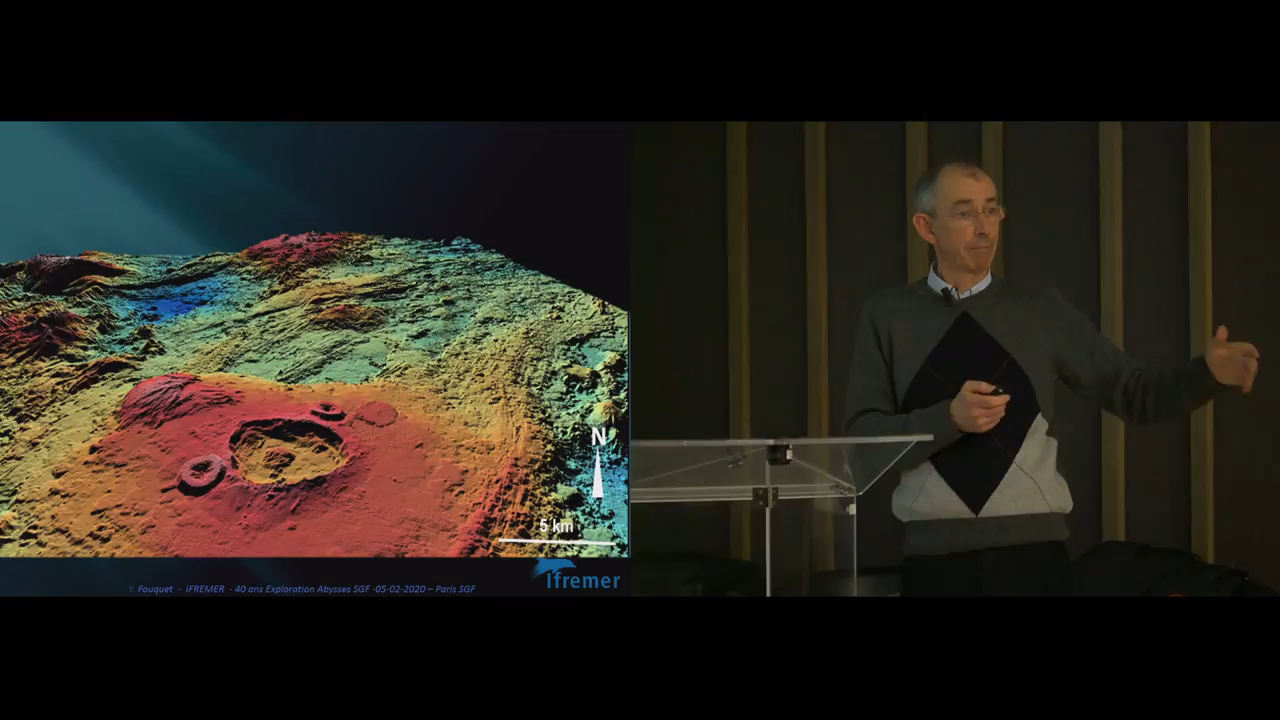 N
5 km
Ifremer
Y. Fouquet - IFREMER - 40 ans Exploration Abysses SGF -05-02-2020 – Paris SGF